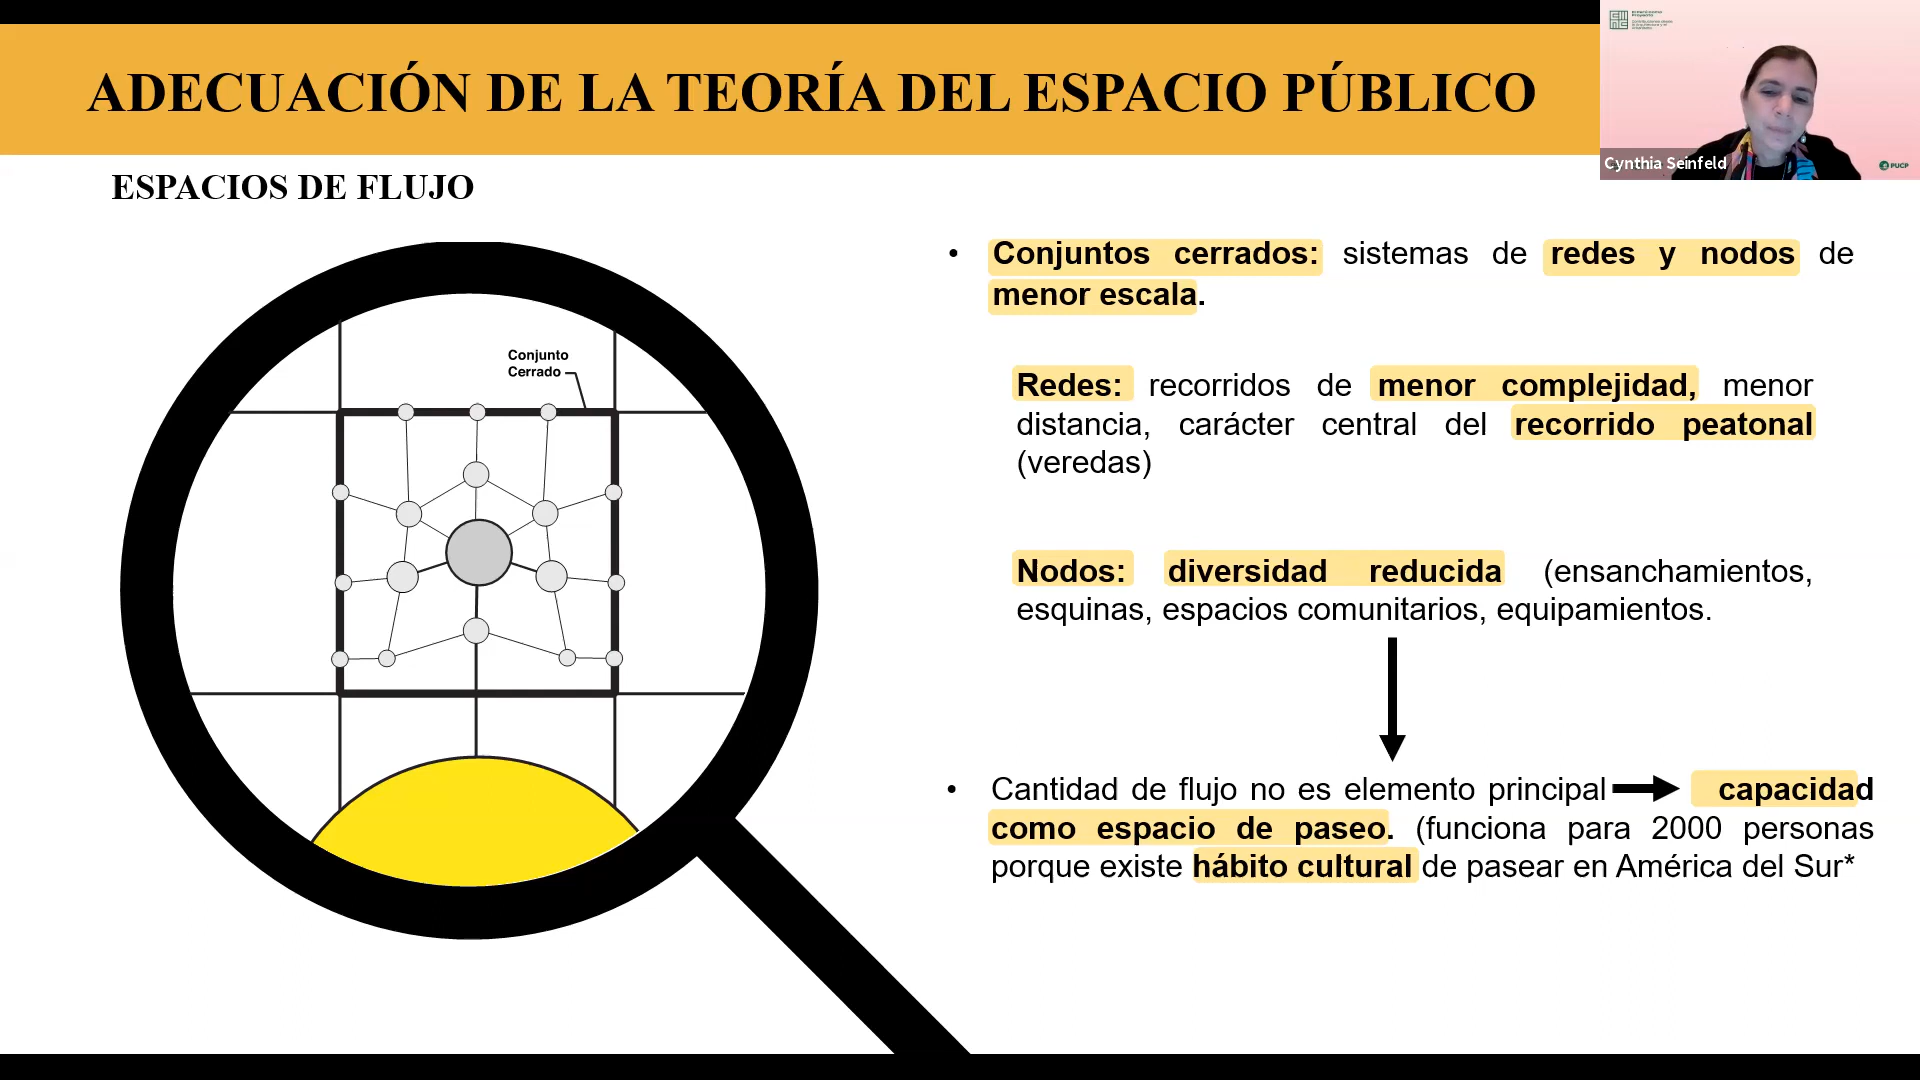 ADECUACIÓN DE LA TEORÍA DEL ESPACIO PÚBLICO
Cynthia Seinfeld
PUCP
ESPACIOS DE FLUJO
Conjunto
Cerrado
• Conjuntos cerrados: sistemas de redes y nodos de
menor escala.
Redes: recorridos de menor complejidad, menor
distancia, carácter central del recorrido peatonal
(veredas)
Nodos: diversidad reducida (ensanchamientos,
esquinas, espacios comunitarios, equipamientos.
• Cantidad de flujo no es elemento principal capacidad
como espacio de paseo. (funciona para 2000 personas
porque existe hábito cultural de pasear en América del Sur*